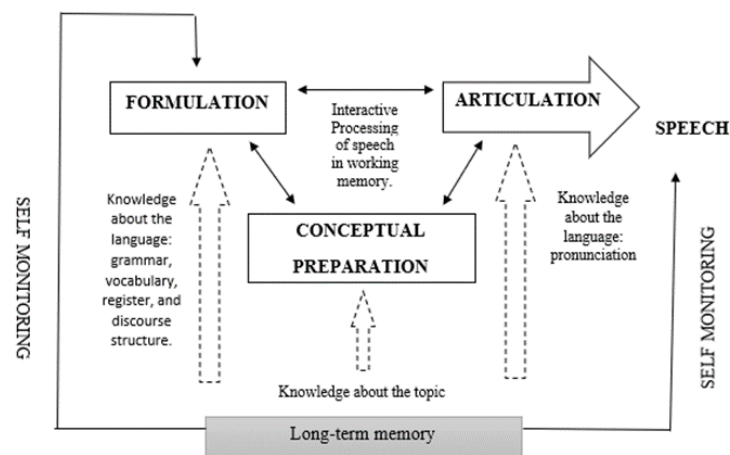 FORMULATION
ARTICULATION
SPEECH
Interactive
Processing
of speech
in working
memory.
SELF MONITORING
Knowledge
about the
language:
grammar,
vocabulary,
register, and
discourse
structure.
CONCEPTUAL
PREPARATION
Knowledge
about the
language:
pronunciation
SELF MONITORING
Knowledge about the topic
Long-term memory